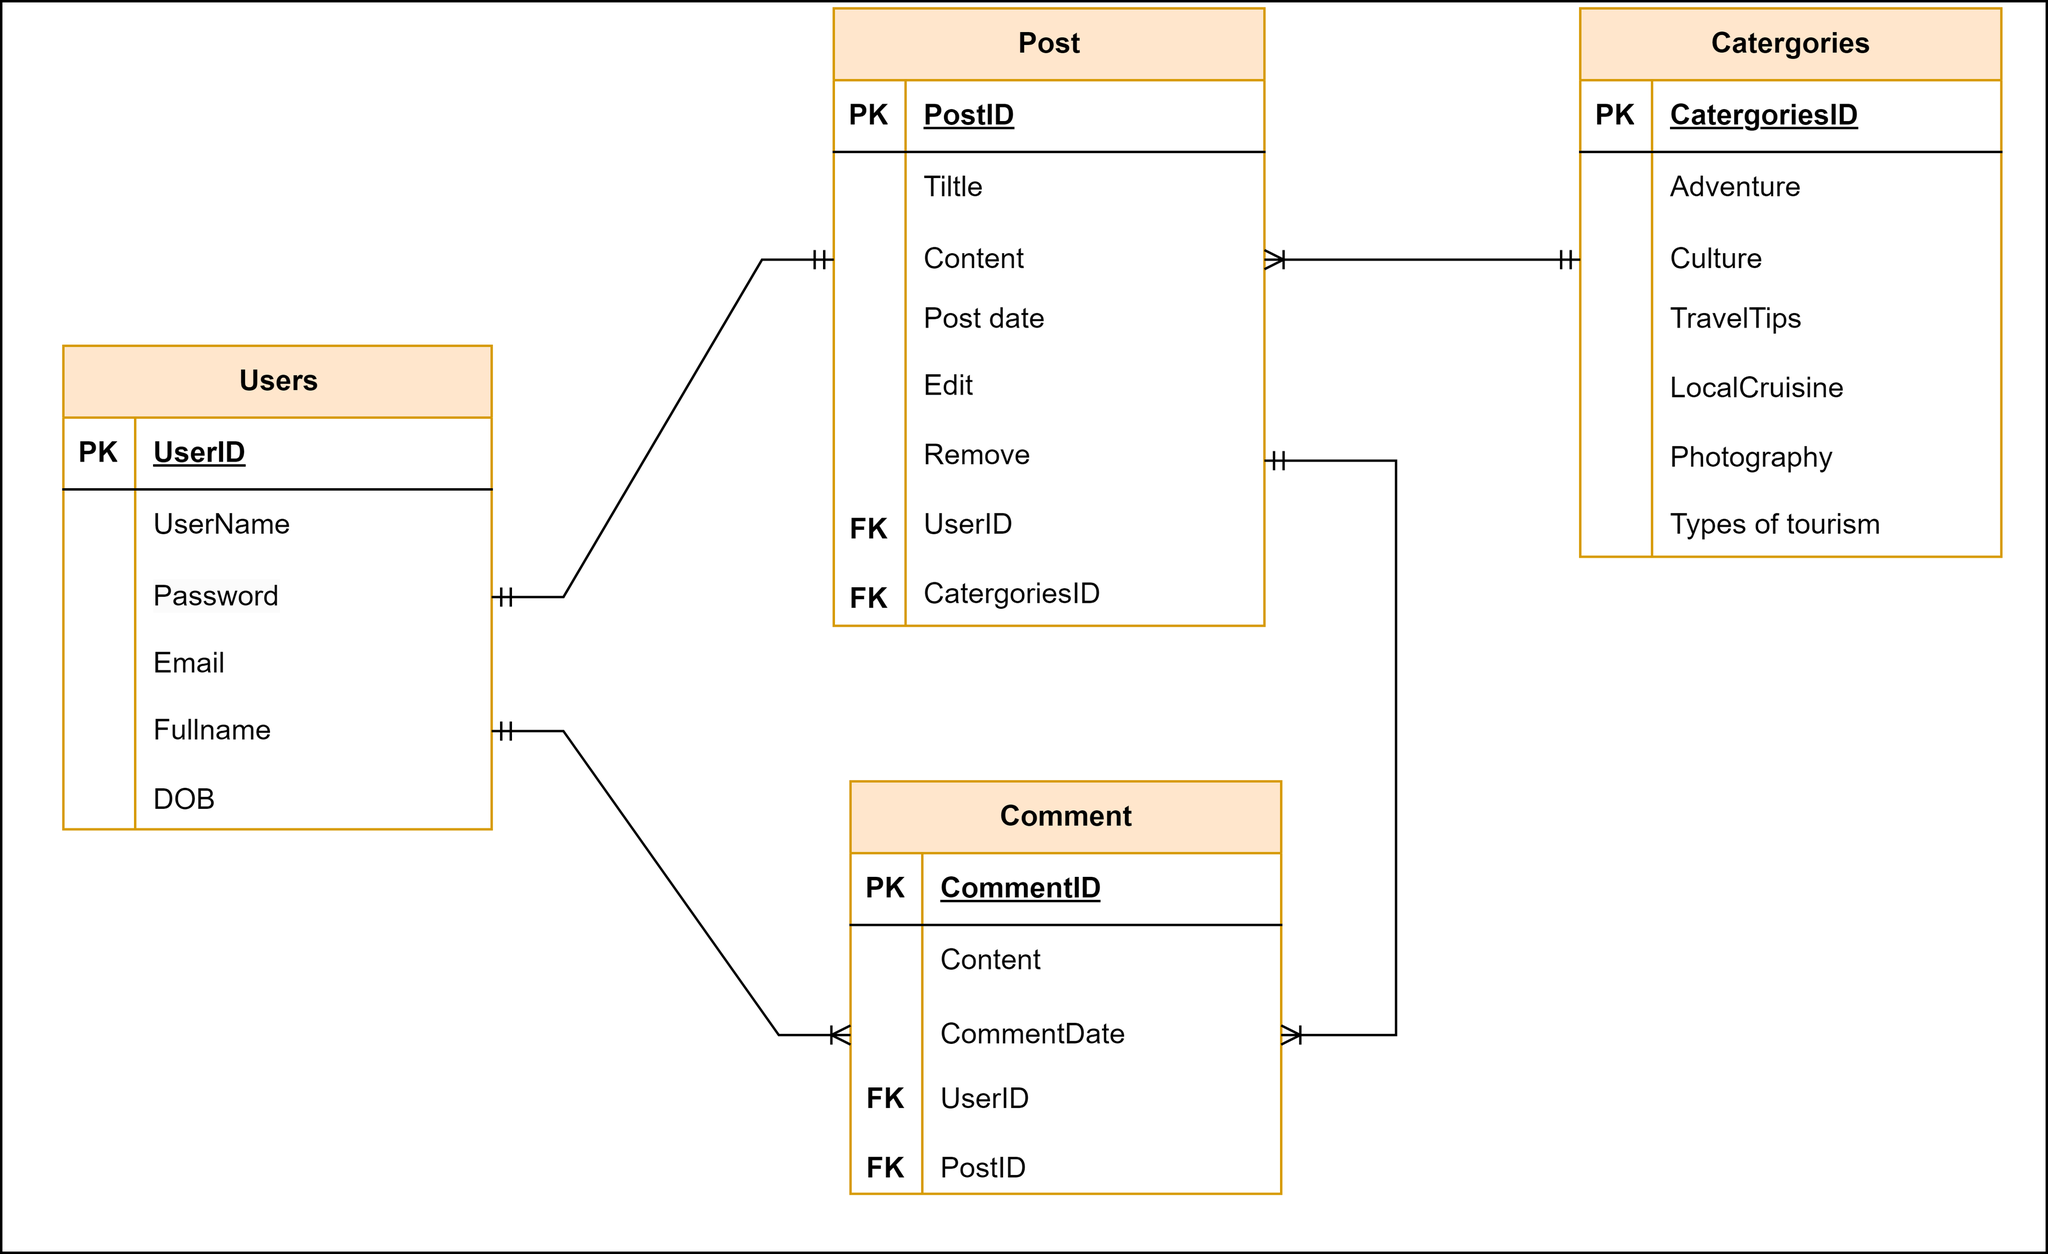 Post
PK PostID
Tiltle
Content
Post date
Edit
Remove
FK UserID
FK CatergoriesID
Catergories
PK CatergoriesID
Adventure
Culture
TravelTips
LocalCruisine
Photography
Types of tourism
Users
PK UserID
UserName
Password
Email
Fullname
DOB
Comment
PK CommentID
Content
CommentDate
FK UserID
FK PostID